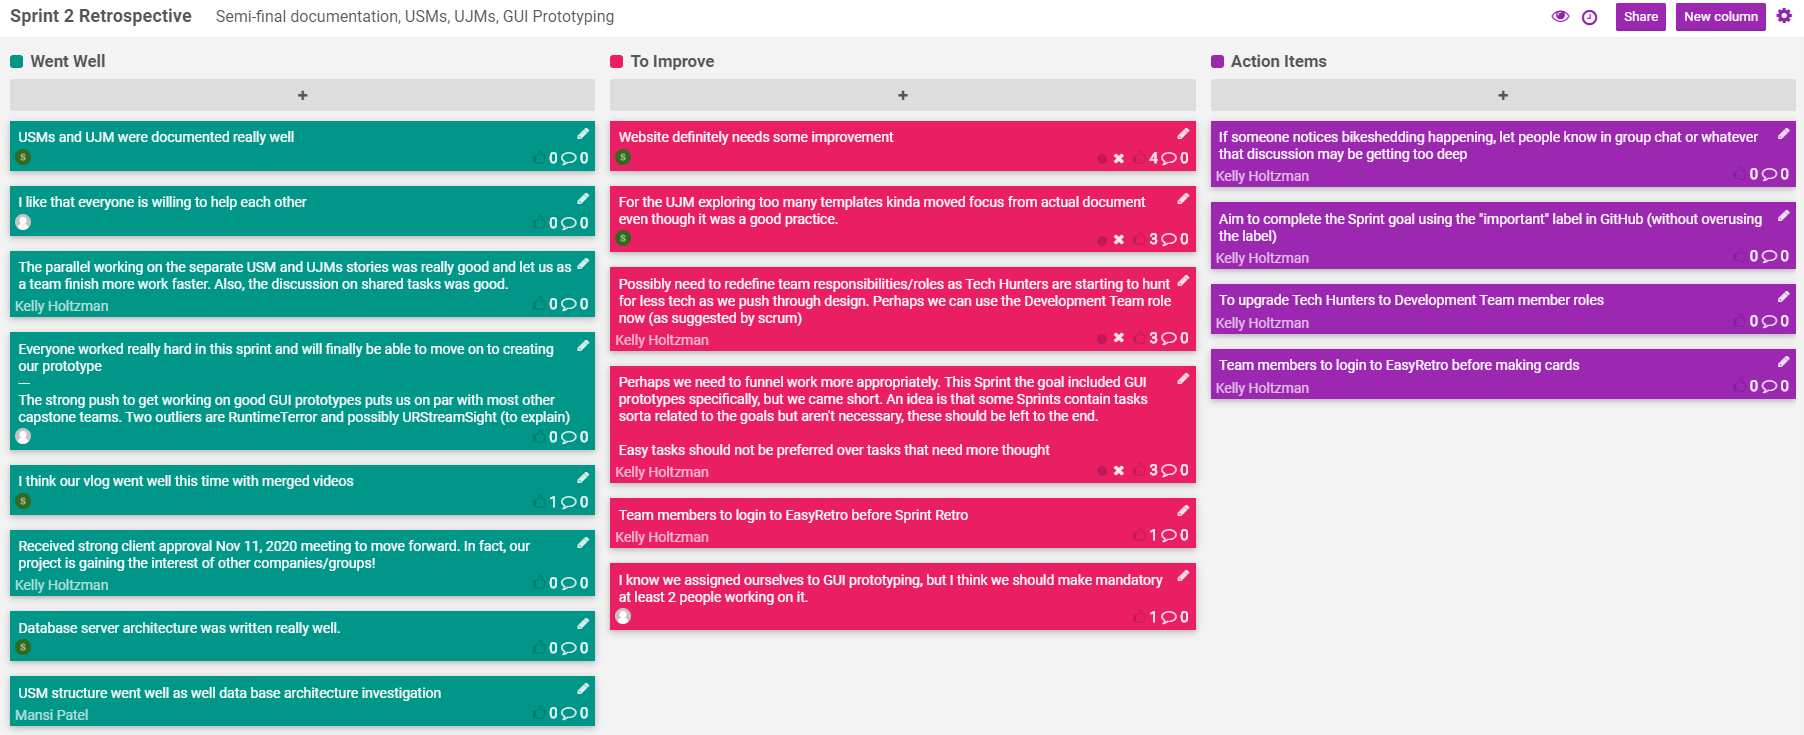 Sprint 2 Retrospective Semi-final documentation, USMs, UJMs, GUI Prototyping
Share New column
Went Well
+
USMs and UJM were documented really well
S 0 0
I like that everyone is willing to help each other
0 0
The parallel working on the separate USM and UJMs stories was really good and let us as
a team finish more work faster. Also, the discussion on shared tasks was good.
Kelly Holtzman 0 0
Everyone worked really hard in this sprint and will finally be able to move on to creating
our prototype
—
The strong push to get working on good GUI prototypes puts us on par with most other
capstone teams. Two outliers are RuntimeTerror and possibly URStreamSight (to explain)
0 0
I think our vlog went well this time with merged videos
S 1 0
Received strong client approval Nov 11, 2020 meeting to move forward. In fact, our
project is gaining the interest of other companies/groups!
Kelly Holtzman 0 0
Database server architecture was written really well.
S 0 0
USM structure went well as well data base architecture investigation
Mansi Patel 0 0
To Improve
+
Website definitely needs some improvement
S 4 0
For the UJM exploring too many templates kinda moved focus from actual document
even though it was a good practice.
S 3 0
Possibly need to redefine team responsibilities/roles as Tech Hunters are starting to hunt
for less tech as we push through design. Perhaps we can use the Development Team role
now (as suggested by scrum)
Kelly Holtzman 3 0
Perhaps we need to funnel work more appropriately. This Sprint the goal included GUI
prototypes specifically, but we came short. An idea is that some Sprints contain tasks
sorta related to the goals but aren't necessary, these should be left to the end.
Easy tasks should not be preferred over tasks that need more thought
Kelly Holtzman 3 0
Team members to login to EasyRetro before Sprint Retro
Kelly Holtzman 1 0
I know we assigned ourselves to GUI prototyping, but I think we should make mandatory
at least 2 people working on it.
1 0
Action Items
+
If someone notices bikeshedding happening, let people know in group chat or whatever
that discussion may be getting too deep
Kelly Holtzman 0 0
Aim to complete the Sprint goal using the "important" label in GitHub (without overusing
the label)
Kelly Holtzman 0 0
To upgrade Tech Hunters to Development Team member roles
Kelly Holtzman 0 0
Team members to login to EasyRetro before making cards
Kelly Holtzman 0 0